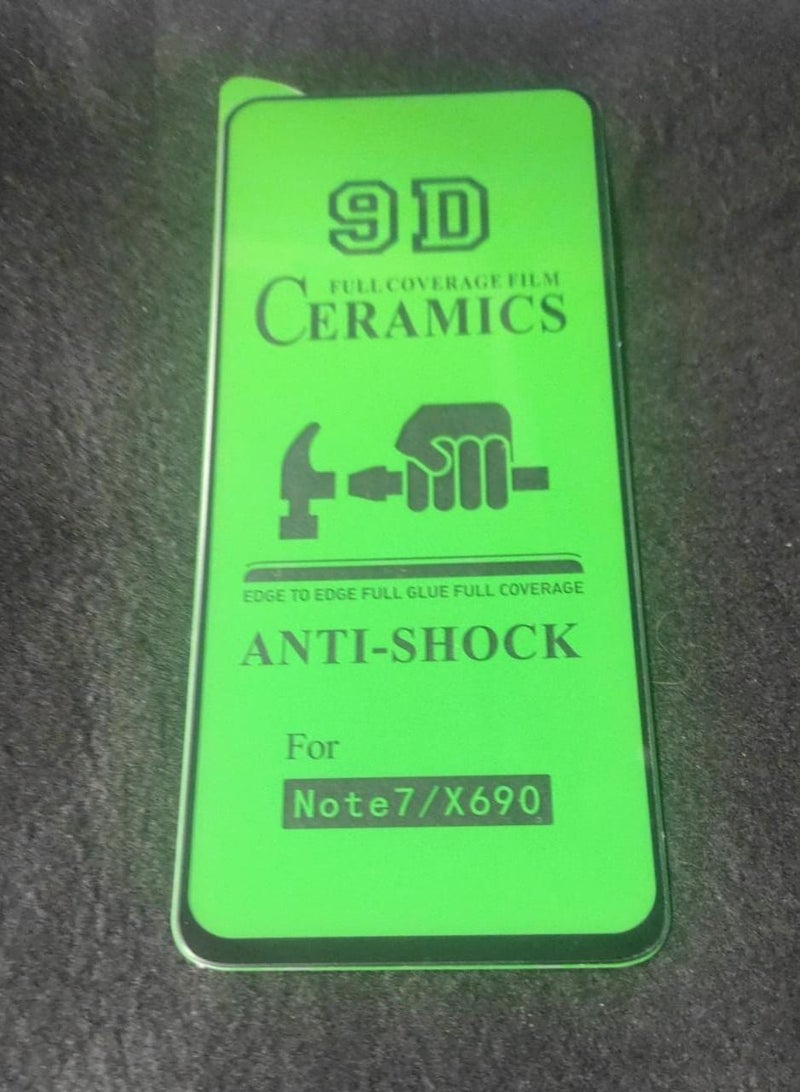 9D
FULL COVERAGE FILM
CERAMICS
EDGE TO EDGE FULL GLUE FULL COVERAGE
ANTI-SHOCK
For
Note7/X690